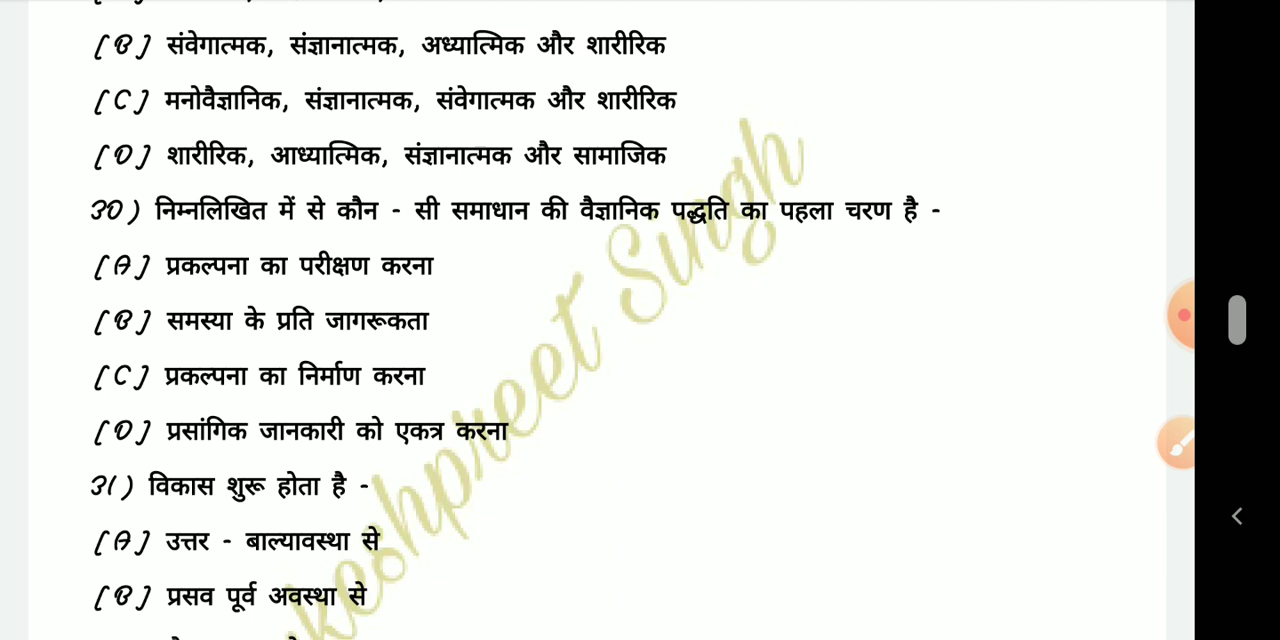 [B] संवेगात्मक, संज्ञानात्मक, अध्यात्मिक और शारीरिक
[C] मनोवैज्ञानिक, संज्ञानात्मक, संवेगात्मक और शारीरिक
[D] शारीरिक, आध्यात्मिक, संज्ञानात्मक और सामाजिक
30) निम्नलिखित में से कौन - सी समाधान की वैज्ञानिक पद्धति का पहला चरण है -
[A] प्रकल्पना का परीक्षण करना
[B] समस्या के प्रति जागरूकता
[C] प्रकल्पना का निर्माण करना
[D] प्रसांगिक जानकारी को एकत्र करना
31) विकास शुरू होता है -
[A] उत्तर - बाल्यावस्था से
[B] प्रसव पूर्व अवस्था से
Singh